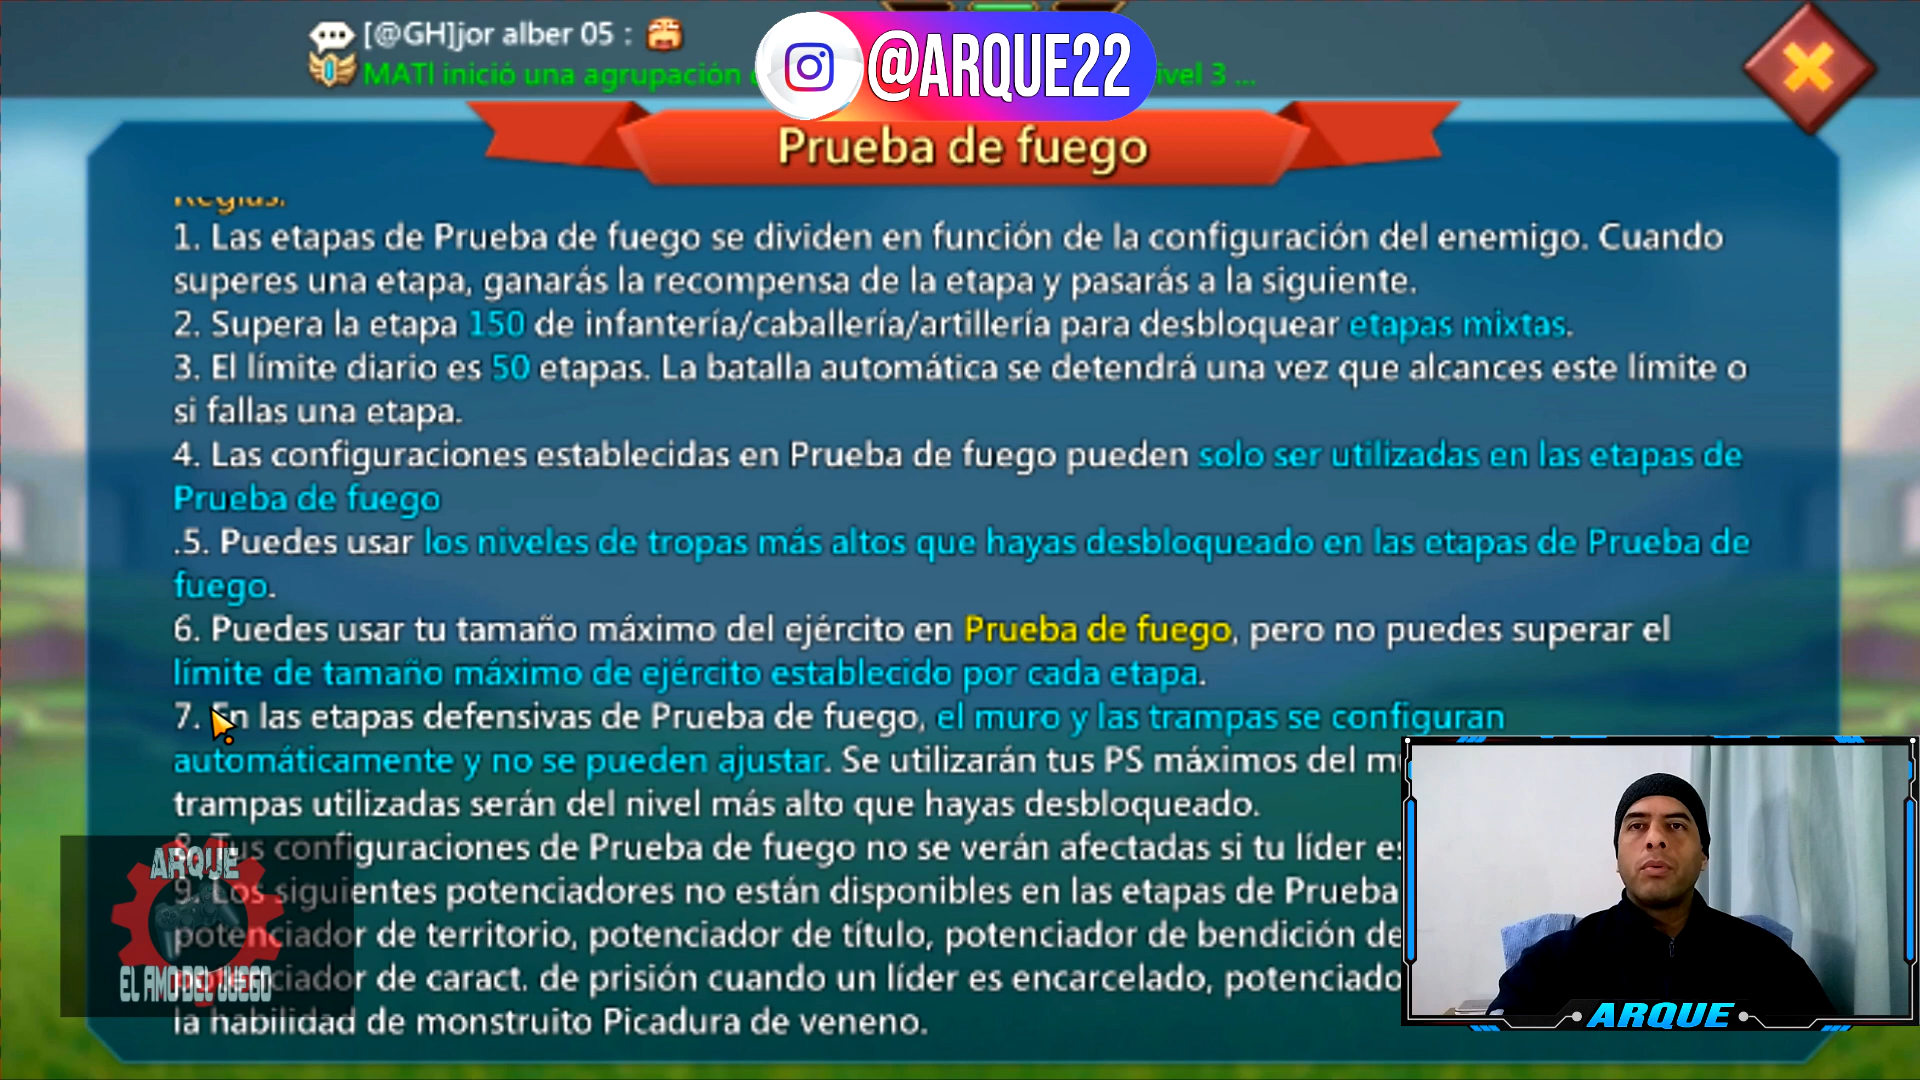 [@GH]jor alber 05 :
MATI inició una agrupación
ivel 3 ...
@ARQUE22
Prueba de fuego
Reglas:
1. Las etapas de Prueba de fuego se dividen en función de la configuración del enemigo. Cuando
superes una etapa, ganarás la recompensa de la etapa y pasarás a la siguiente.
2. Supera la etapa 150 de infantería/caballería/artillería para desbloquear etapas mixtas.
3. El límite diario es 50 etapas. La batalla automática se detendrá una vez que alcances este límite o
si fallas una etapa.
4. Las configuraciones establecidas en Prueba de fuego pueden solo ser utilizadas en las etapas de
Prueba de fuego
.5. Puedes usar los niveles de tropas más altos que hayas desbloqueado en las etapas de Prueba de
fuego.
6. Puedes usar tu tamaño máximo del ejército en Prueba de fuego, pero no puedes superar el
límite de tamaño máximo de ejército establecido por cada etapa.
7. En las etapas defensivas de Prueba de fuego, el muro y las trampas se configuran
automáticamente y no se pueden ajustar. Se utilizarán tus PS máximos del mu
trampas utilizadas serán del nivel más alto que hayas desbloqueado.
8. Tus configuraciones de Prueba de fuego no se verán afectadas si tu líder es
9. Los siguientes potenciadores no están disponibles en las etapas de Prueba
potenciador de territorio, potenciador de título, potenciador de bendición de
potenciador de caract. de prisión cuando un líder es encarcelado, potenciado
la habilidad de monstruito Picadura de veneno.
ARQUE
EL AMO DEL JUEGO
ARQUE